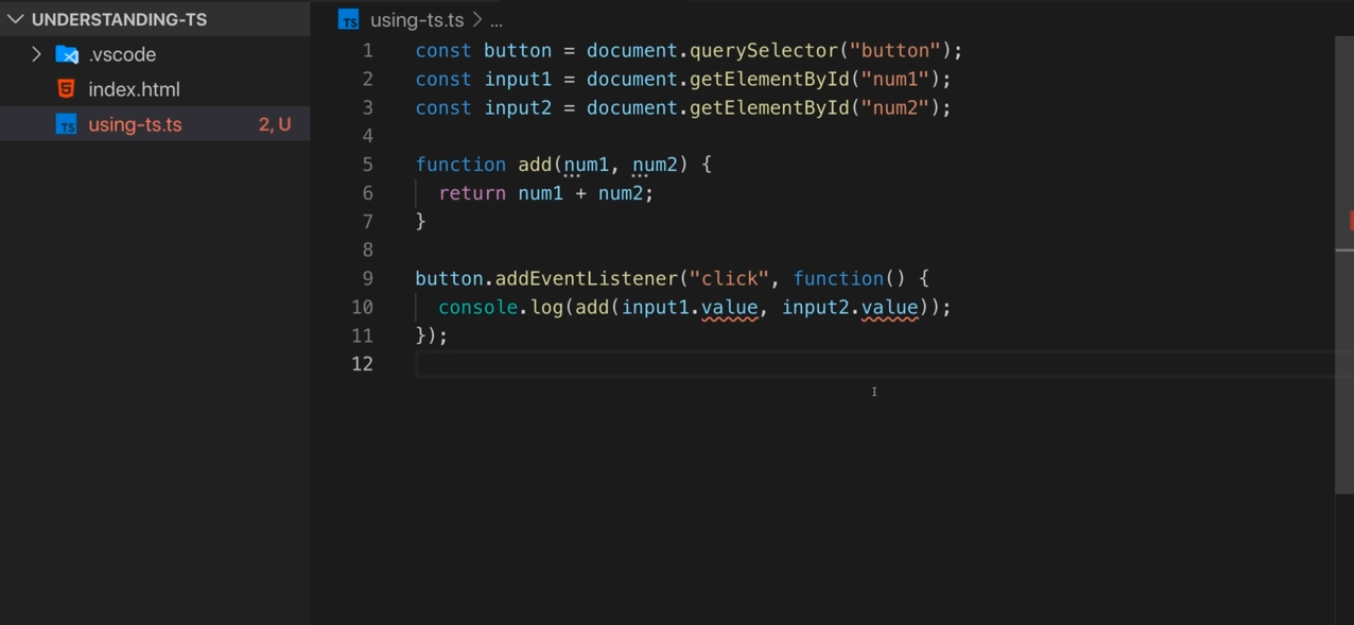 UNDERSTANDING-TS
.vscode
index.html
TS using-ts.ts 2, U
TS using-ts.ts > ...
1 const button = document.querySelector("button");
2 const input1 = document.getElementById("num1");
3 const input2 = document.getElementById("num2");
4
5 function add(num1, num2) {
6 return num1 + num2;
7 }
8
9 button.addEventListener("click", function() {
10 console.log(add(input1.value, input2.value));
11 });
12